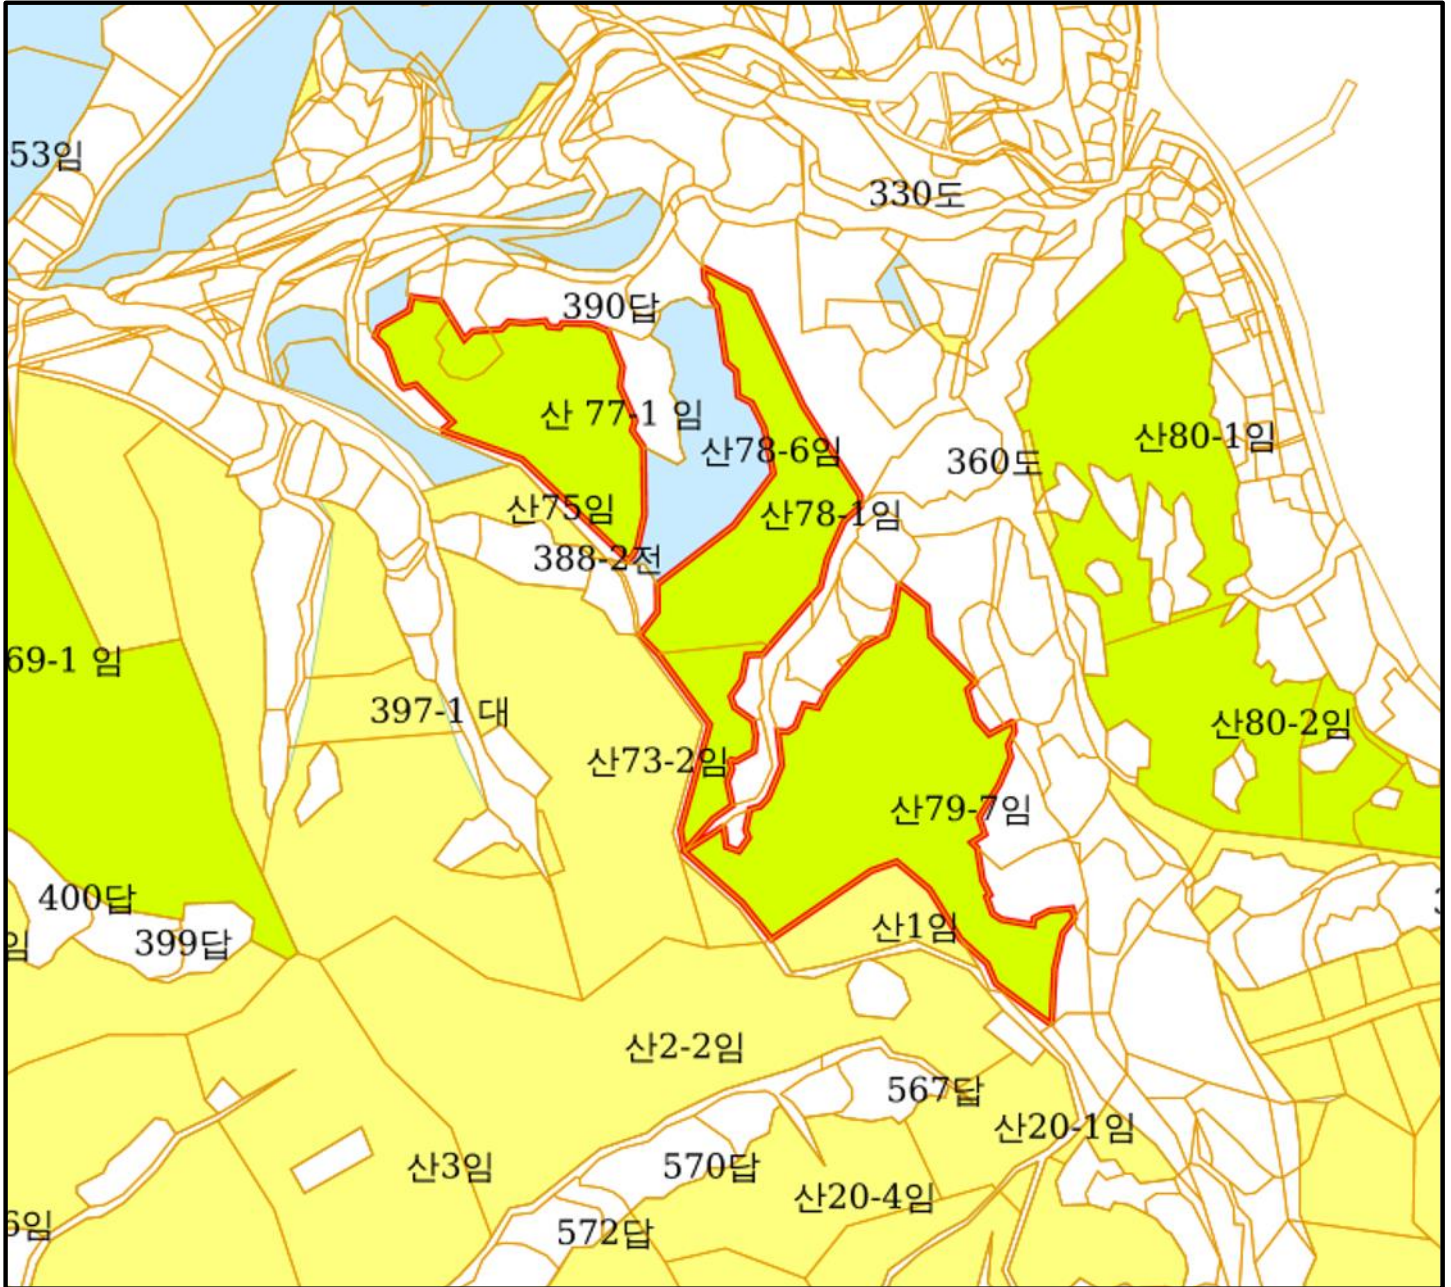 53임
330도
390답
산 77-1 임
산78-6임
산80-1임
360도
산75임
산78-1임
388-2전
69-1 임
397-1 대
산80-2임
산73-2임
산79-7임
400답
산1임
399답
임
산2-2임
567답
산20-1임
산3임
570답
산20-4임
6임
572답